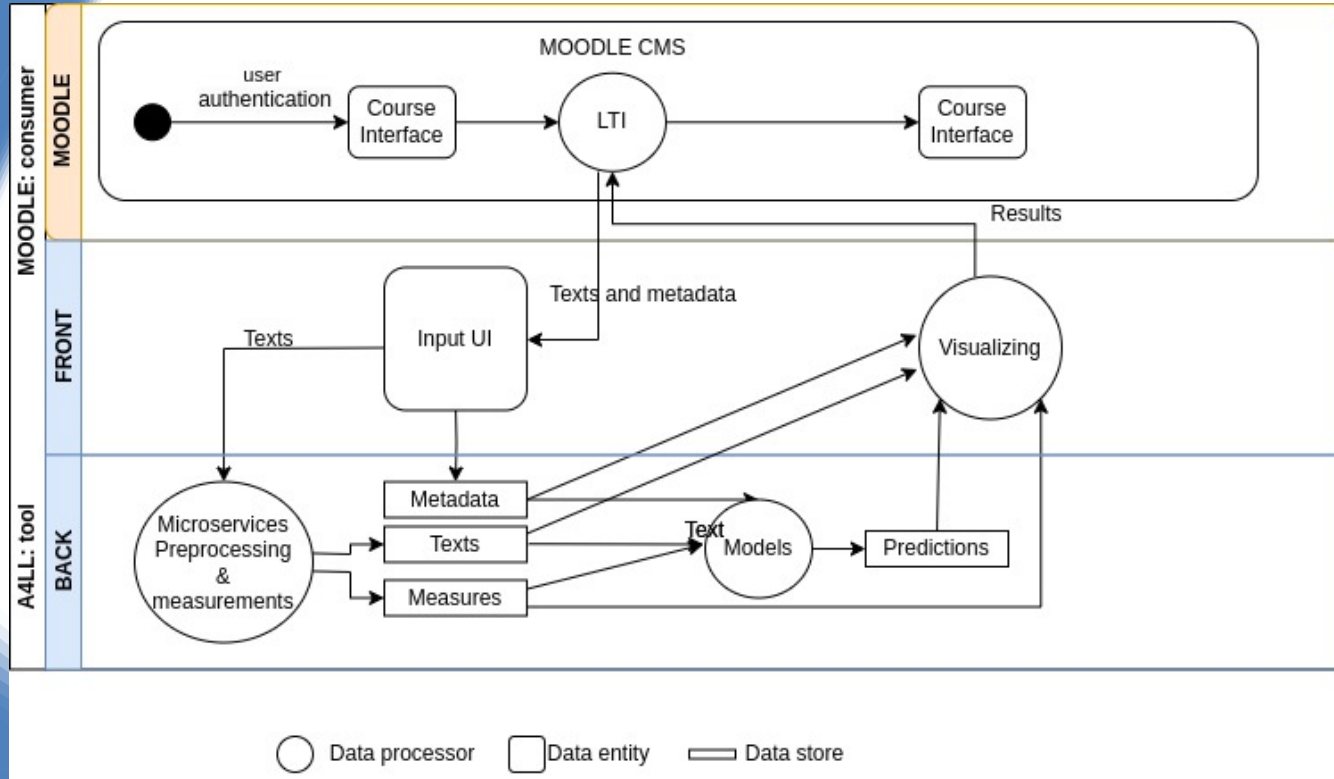 MOODLE: consumer
A4LL: tool
MOODLE
FRONT
BACK
MOODLE CMS
user
authentication
Course
Interface
LTI
Course
Interface
Results
Texts and metadata
Input UI
Texts
Visualizing
Microservices
Preprocessing
&
measurements
Metadata
Texts
Measures
Text
Models
Predictions
Data processor
Data entity
Data store